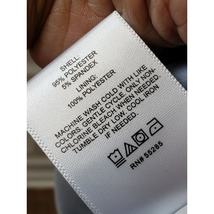 SHELL:
95% POLYESTER
5% SPANDEX
LINING:
100% POLYESTER
MACHINE WASH COLD WITH LIKE
COLORS, GENTLE CYCLE. ONLY NON
CHLORINE BLEACH WHEN NEEDED.
TUMBLE DRY LOW. COOL IRON
IF NEEDED.
RN# 55285